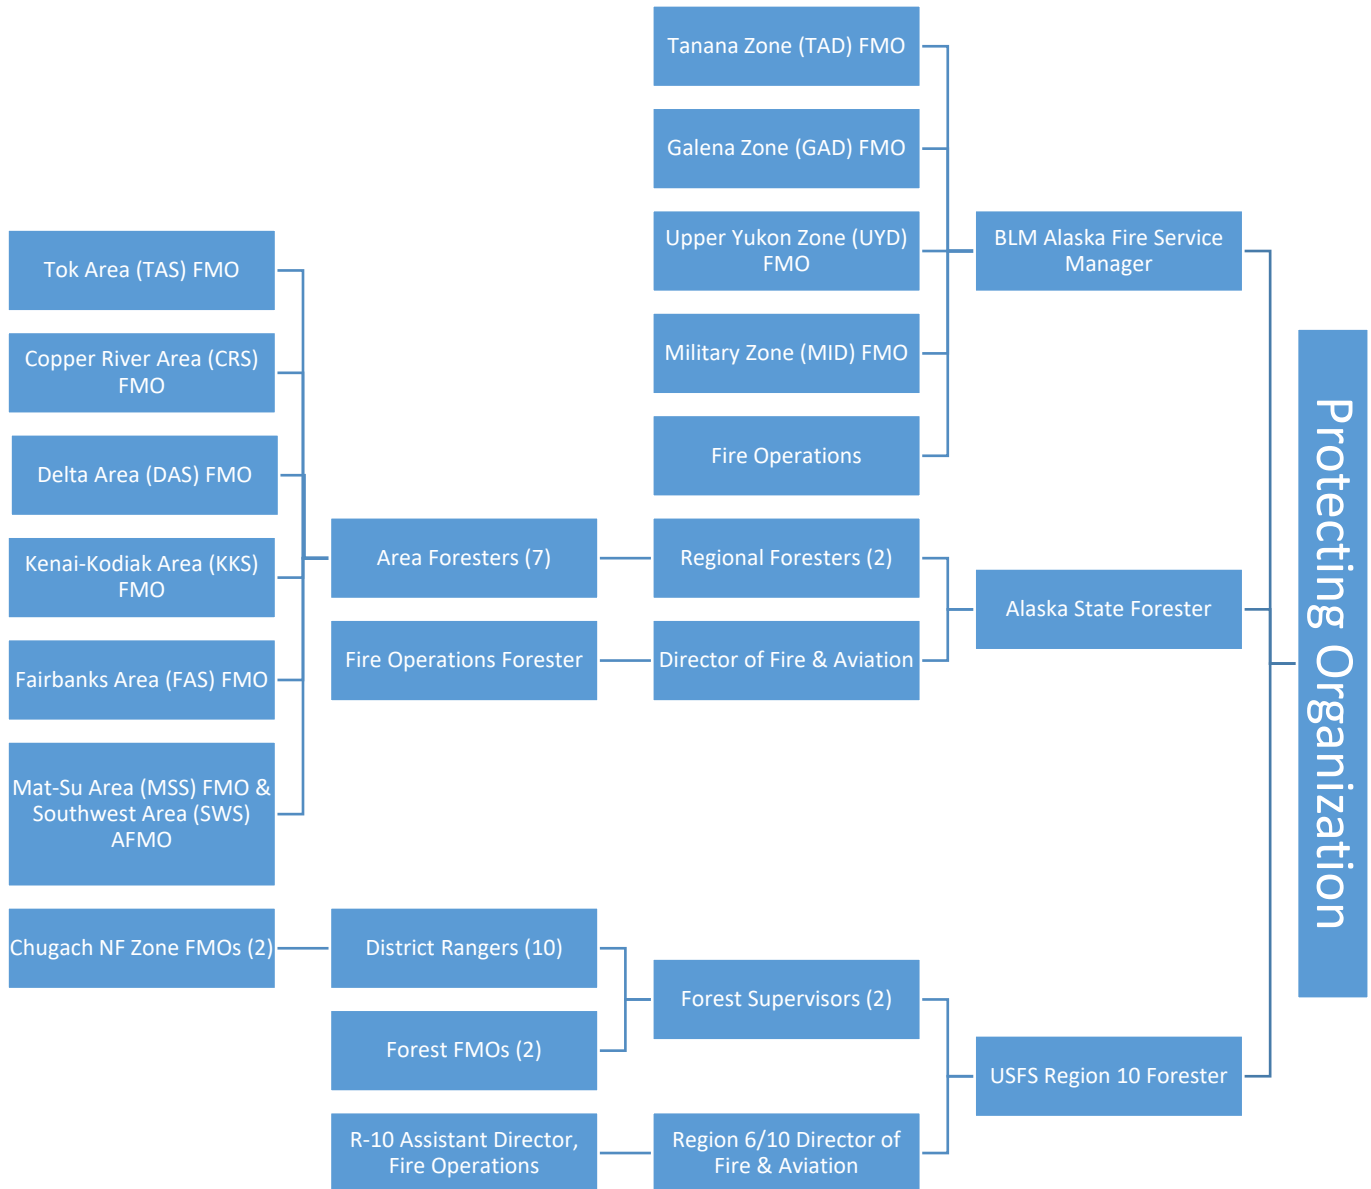 Protecting Organization
BLM Alaska Fire Service
Manager
Tanana Zone (TAD) FMO
Galena Zone (GAD) FMO
Upper Yukon Zone (UYD)
FMO
Military Zone (MID) FMO
Fire Operations
Alaska State Forester
Regional Foresters (2)
Area Foresters (7)
Tok Area (TAS) FMO
Copper River Area (CRS)
FMO
Delta Area (DAS) FMO
Kenai-Kodiak Area (KKS)
FMO
Fairbanks Area (FAS) FMO
Mat-Su Area (MSS) FMO &
Southwest Area (SWS)
AFMO
Director of Fire & Aviation
Fire Operations Forester
USFS Region 10 Forester
Forest Supervisors (2)
District Rangers (10)
Chugach NF Zone FMOs (2)
Forest FMOs (2)
Region 6/10 Director of
Fire & Aviation
R-10 Assistant Director,
Fire Operations